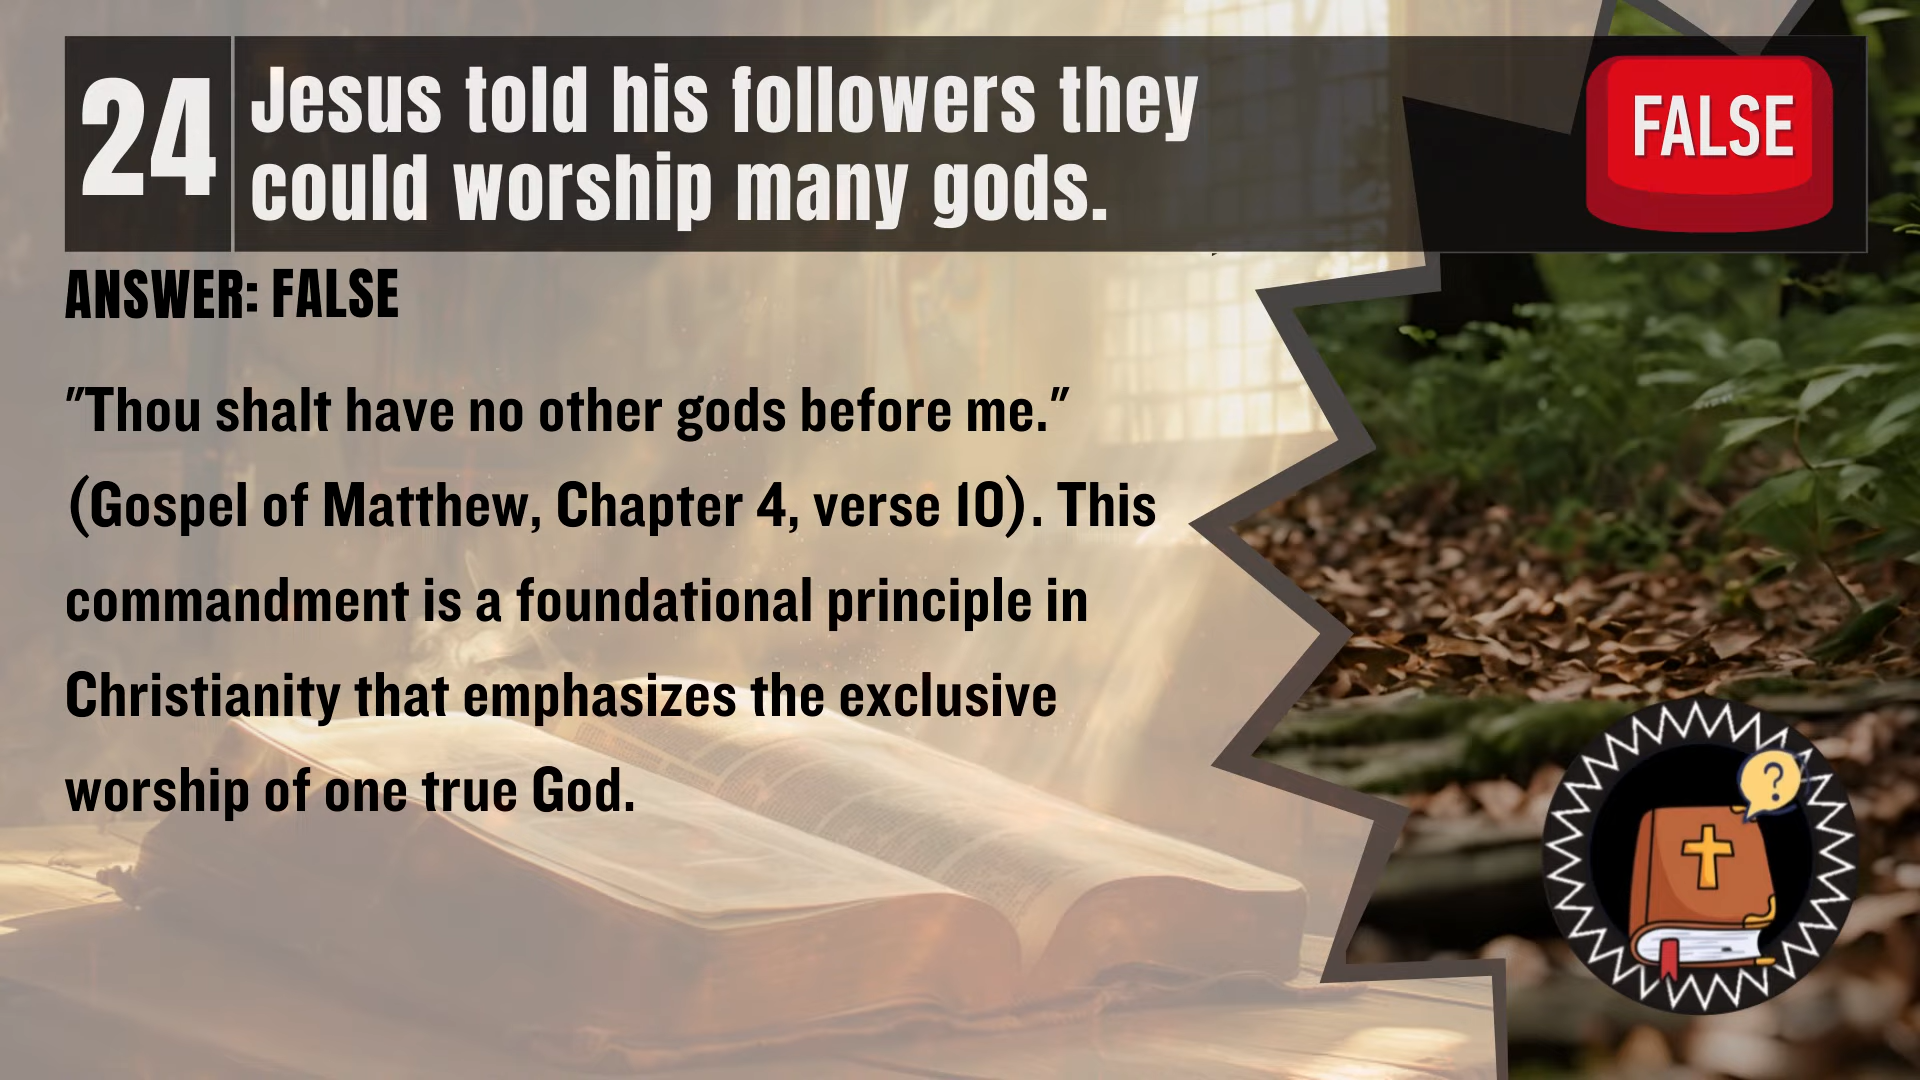 24
Jesus told his followers they
could worship many gods.
FALSE
ANSWER: FALSE
"Thou shalt have no other gods before me."
(Gospel of Matthew, Chapter 4, verse 10). This
commandment is a foundational principle in
Christianity that emphasizes the exclusive
worship of one true God.
?